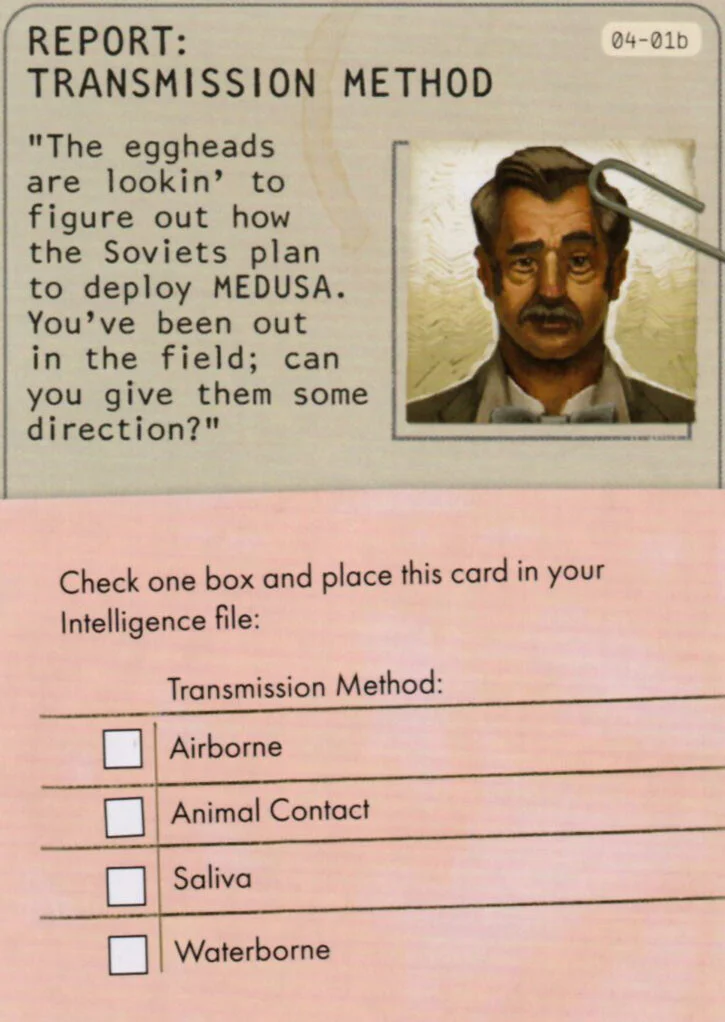 REPORT:
TRANSMISSION METHOD
04-01b
"The eggheads
are lookin’ to
figure out how
the Soviets plan
to deploy MEDUSA.
You’ve been out
in the field; can
you give them some
direction?"
Check one box and place this card in your
Intelligence file:
Transmission Method:
Airborne
Animal Contact
Saliva
Waterborne